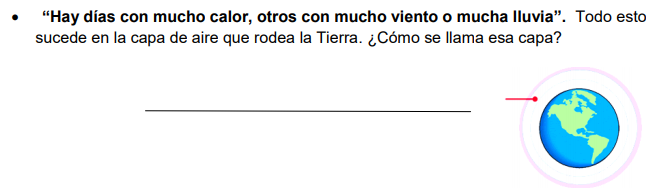 • “Hay días con mucho calor, otros con mucho viento o mucha lluvia”. Todo esto
sucede en la capa de aire que rodea la Tierra. ¿Cómo se llama esa capa?